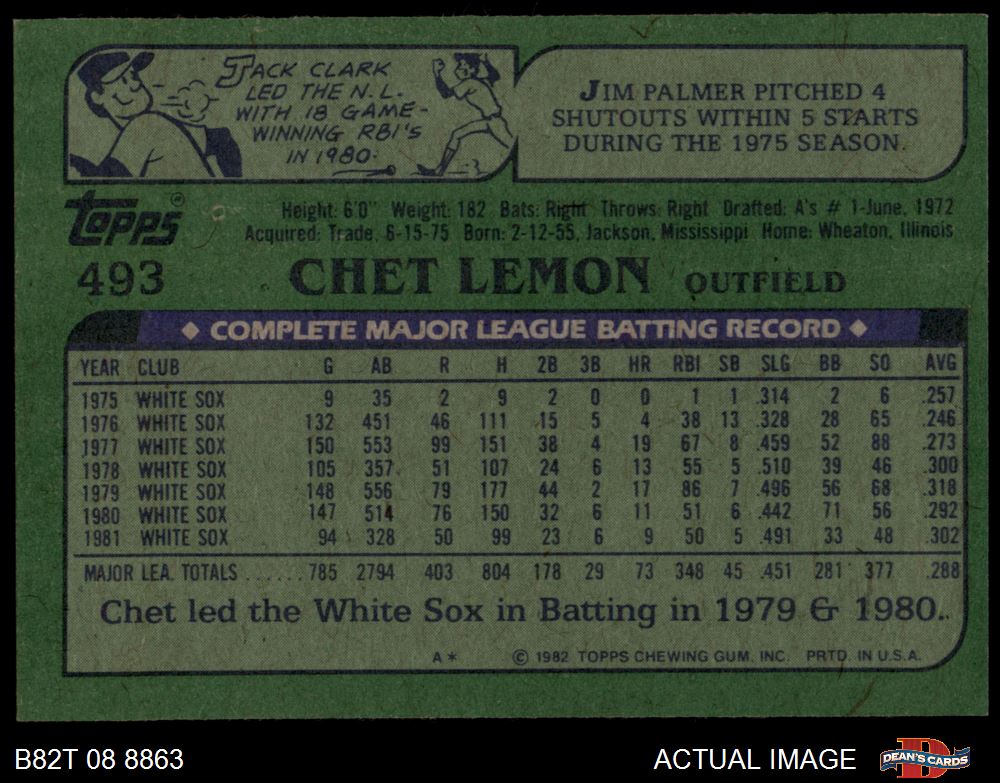 JACK CLARK
LED THE N.L.
WITH 18 GAME-
WINNING RBI'S
IN 1980.
JIM PALMER PITCHED 4
SHUTOUTS WITHIN 5 STARTS
DURING THE 1975 SEASON.
TOPPS®
Height: 6'0" Weight: 182 Bats: Right Throws: Right Drafted: A's # 1-June, 1972
Acquired: Trade, 6-15-75 Born: 2-12-55, Jackson, Mississippi Home: Wheaton, Illinois
493 CHET LEMON OUTFIELD
◆ COMPLETE MAJOR LEAGUE BATTING RECORD ◆
YEAR CLUB G AB R H 2B 3B HR RBI SB SLG BB SO AVG
1975 WHITE SOX 9 35 2 9 2 0 0 1 1 .314 2 6 .257
1976 WHITE SOX 132 451 46 111 15 5 4 38 13 .328 28 65 .246
1977 WHITE SOX 150 553 99 151 38 4 19 67 8 .459 52 88 .273
1978 WHITE SOX 105 357 51 107 24 6 13 55 5 .510 39 46 .300
1979 WHITE SOX 148 556 79 177 44 2 17 86 7 .496 56 68 .318
1980 WHITE SOX 147 514 76 150 32 6 11 51 6 .442 71 56 .292
1981 WHITE SOX 94 328 50 99 23 6 9 50 5 .491 33 48 .302
MAJOR LEA. TOTALS ...... 785 2794 403 804 178 29 73 348 45 .451 281 377 .288
Chet led the White Sox in Batting in 1979 & 1980.
A* © 1982 TOPPS CHEWING GUM, INC. PRTD. IN U.S.A.
B82T 08 8863 ACTUAL IMAGE DEAN'S CARDS